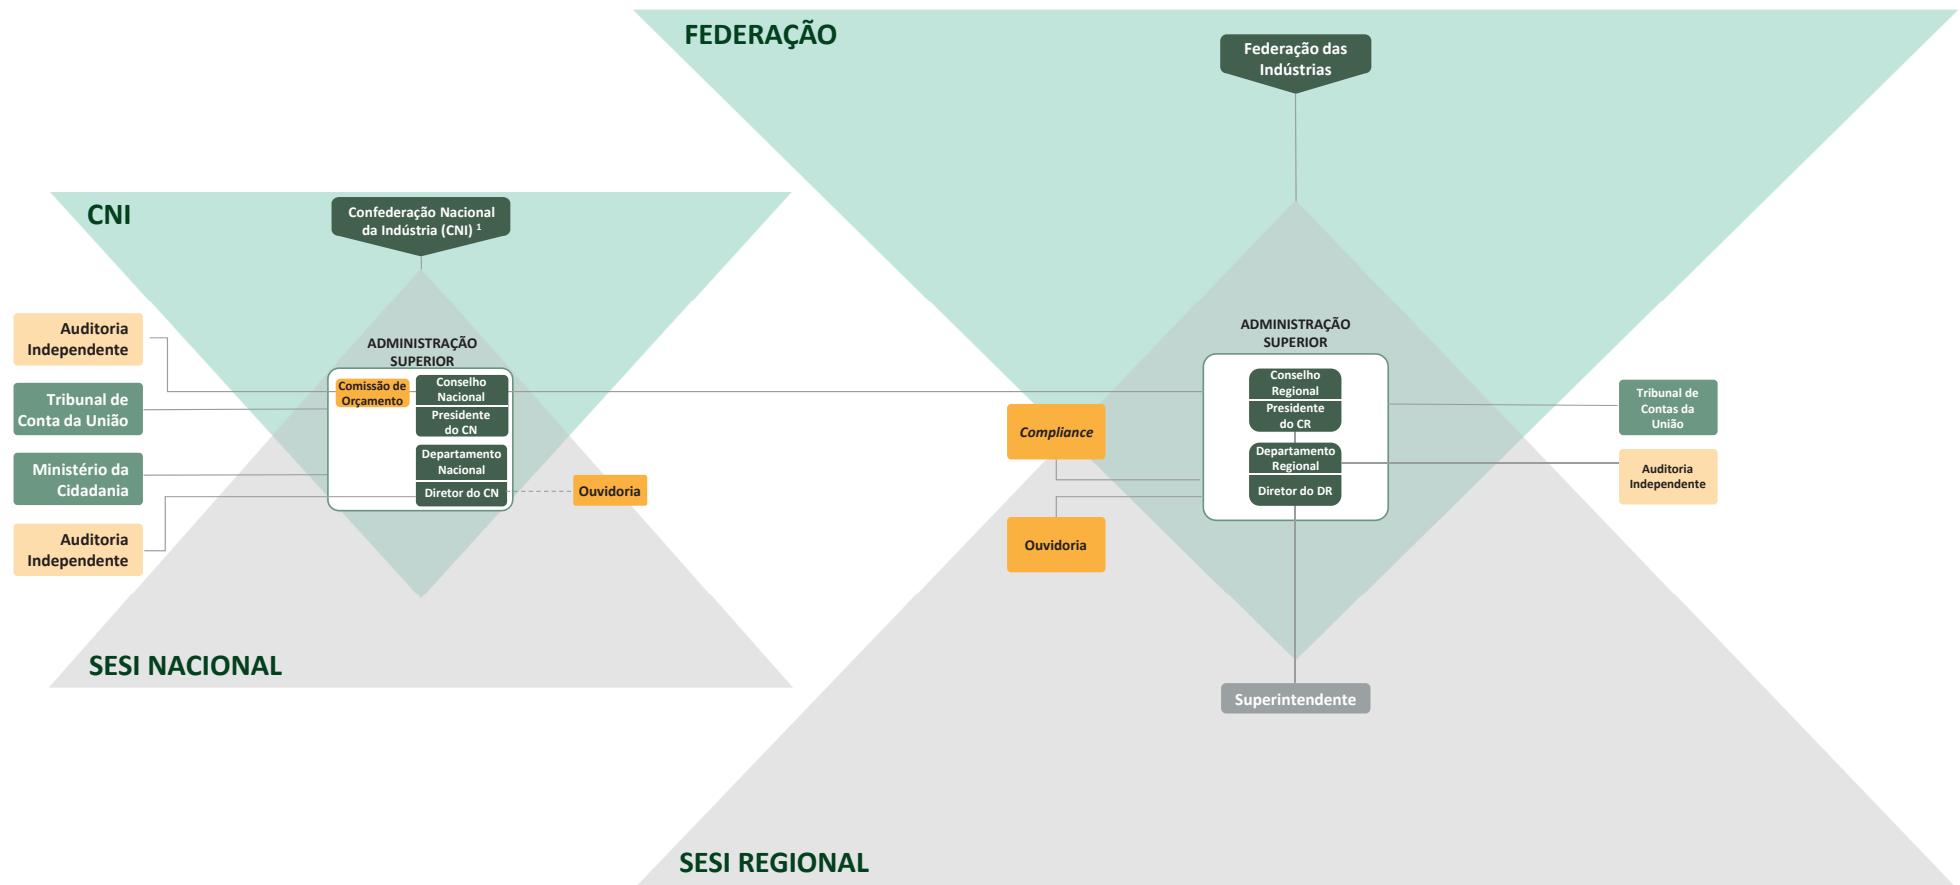 FEDERAÇÃO
Federação das
Indústrias
CNI
Confederação Nacional
da Indústria (CNI) 1
Auditoria
Independente
Tribunal de
Conta da União
Ministério da
Cidadania
Auditoria
Independente
ADMINISTRAÇÃO
SUPERIOR
Comissão de
Orçamento
Conselho
Nacional
Presidente
do CN
Departamento
Nacional
Diretor do CN
Ouvidoria
SESI NACIONAL
Compliance
Ouvidoria
ADMINISTRAÇÃO
SUPERIOR
Conselho
Regional
Presidente
do CR
Departamento
Regional
Diretor do DR
Tribunal de
Contas da
União
Auditoria
Independente
Superintendente
SESI REGIONAL